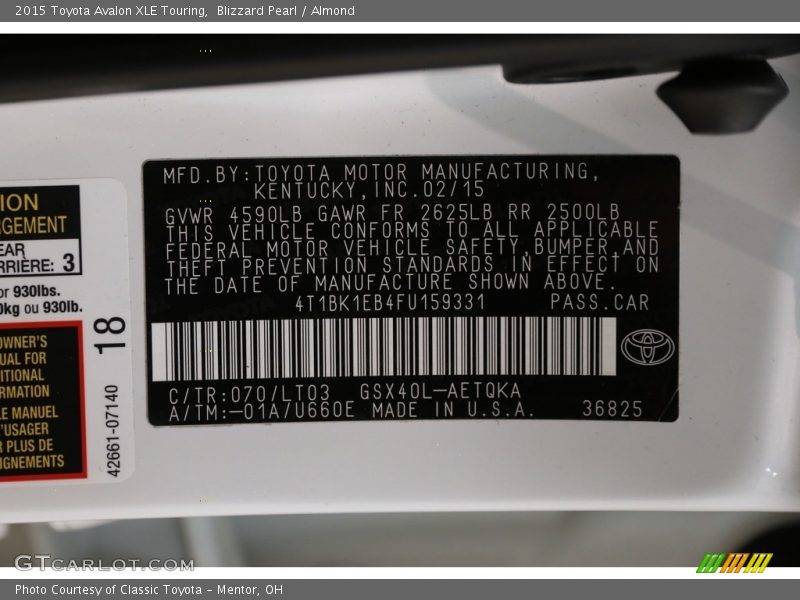 2015 Toyota Avalon XLE Touring,  Blizzard Pearl / Almond
MFD.BY:TOYOTA MOTOR MANUFACTURING,
KENTUCKY,INC.02/15
GVWR 4590LB GAWR FR 2625LB RR 2500LB
THIS VEHICLE CONFORMS TO ALL APPLICABLE
FEDERAL MOTOR VEHICLE SAFETY,BUMPER,AND
THEFT PREVENTION STANDARDS IN EFFECT ON
THE DATE OF MANUFACTURE SHOWN ABOVE.
4T1BK1EB4FU159331 PASS.CAR
C/TR:070/LT03 GSX40L-AETQKA
A/TM:-01A/U660E MADE IN U.S.A. 36825
ION
RGEMENT
EAR
RRIÈRE: 3
or 930lbs.
0kg ou 930lb.
OWNER'S
UAL FOR
ITIONAL
RMATION
LE MANUEL
'USAGER
R PLUS DE
IGNEMENTS
18
42661-07140
GTCARLOT.COM
Photo Courtesy of Classic Toyota - Mentor, OH